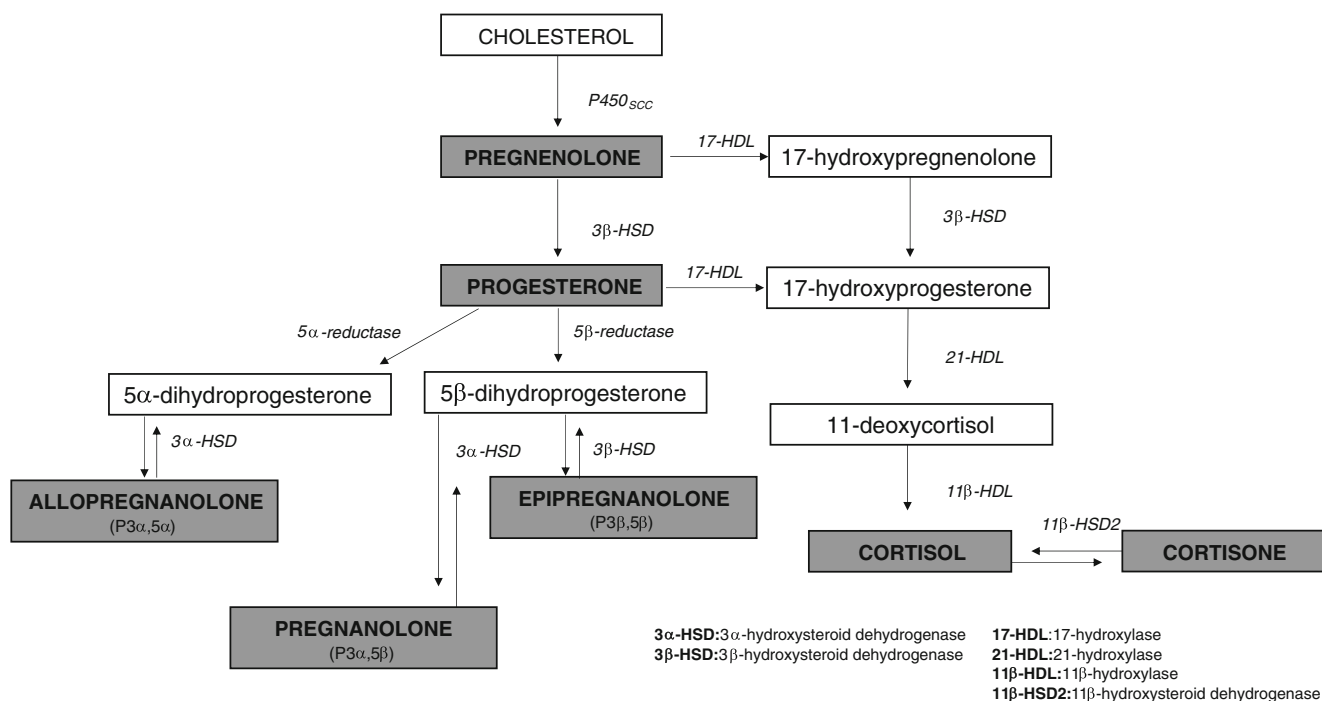 CHOLESTEROL
P450SCC
PREGNENOLONE
17-HDL
17-hydroxypregnenolone
3β-HSD
3β-HSD
PROGESTERONE
17-HDL
17-hydroxyprogesterone
5α-reductase
5β-reductase
21-HDL
5α-dihydroprogesterone
5β-dihydroprogesterone
11-deoxycortisol
3α-HSD
3α-HSD
3β-HSD
ALLOPREGNANOLONE
(P3α,5α)
EPIPREGNANOLONE
(P3β,5β)
11β-HDL
11β-HSD2
CORTISOL
CORTISONE
PREGNANOLONE
(P3α,5β)
3α-HSD:3α-hydroxysteroid dehydrogenase
3β-HSD:3β-hydroxysteroid dehydrogenase
17-HDL:17-hydroxylase
21-HDL:21-hydroxylase
11β-HDL:11β-hydroxylase
11β-HSD2:11β-hydroxysteroid dehydrogenase